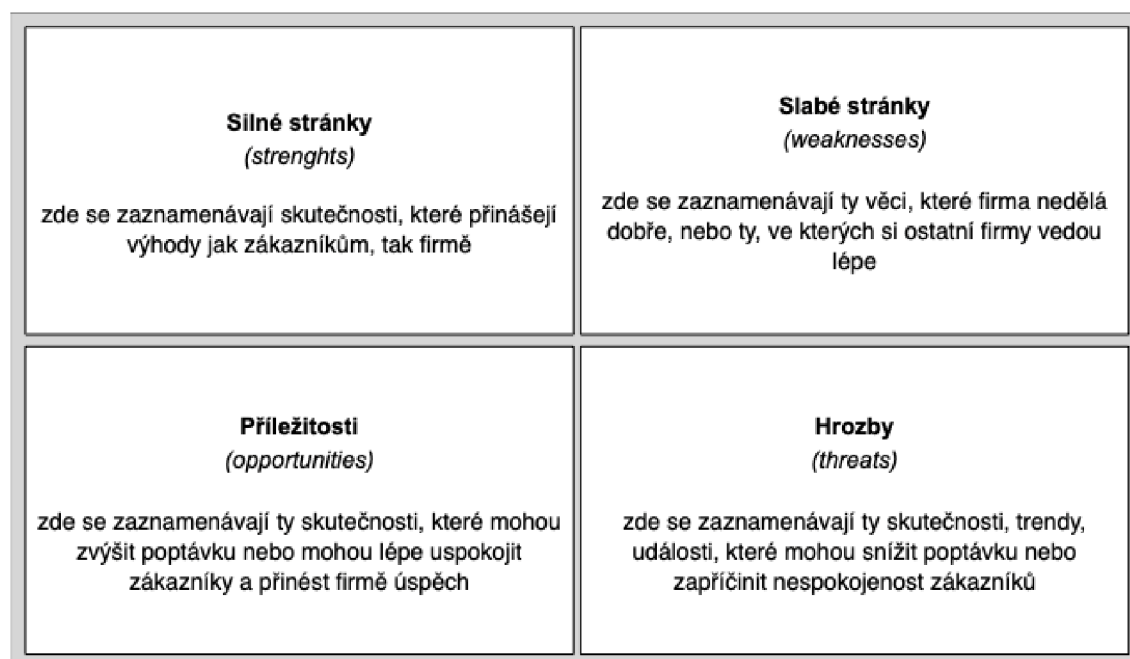 Silné stránky
(strenghts)
zde se zaznamenávají skutečnosti, které přinášejí
výhody jak zákazníkům, tak firmě
Slabé stránky
(weaknesses)
zde se zaznamenávají ty věci, které firma nedělá
dobře, nebo ty, ve kterých si ostatní firmy vedou
lépe
Příležitosti
(opportunities)
zde se zaznamenávají ty skutečnosti, které mohou
zvýšit poptávku nebo mohou lépe uspokojit
zákazníky a přinést firmě úspěch
Hrozby
(threats)
zde se zaznamenávají ty skutečnosti, trendy,
události, které mohou snížit poptávku nebo
zapříčinit nespokojenost zákazníků